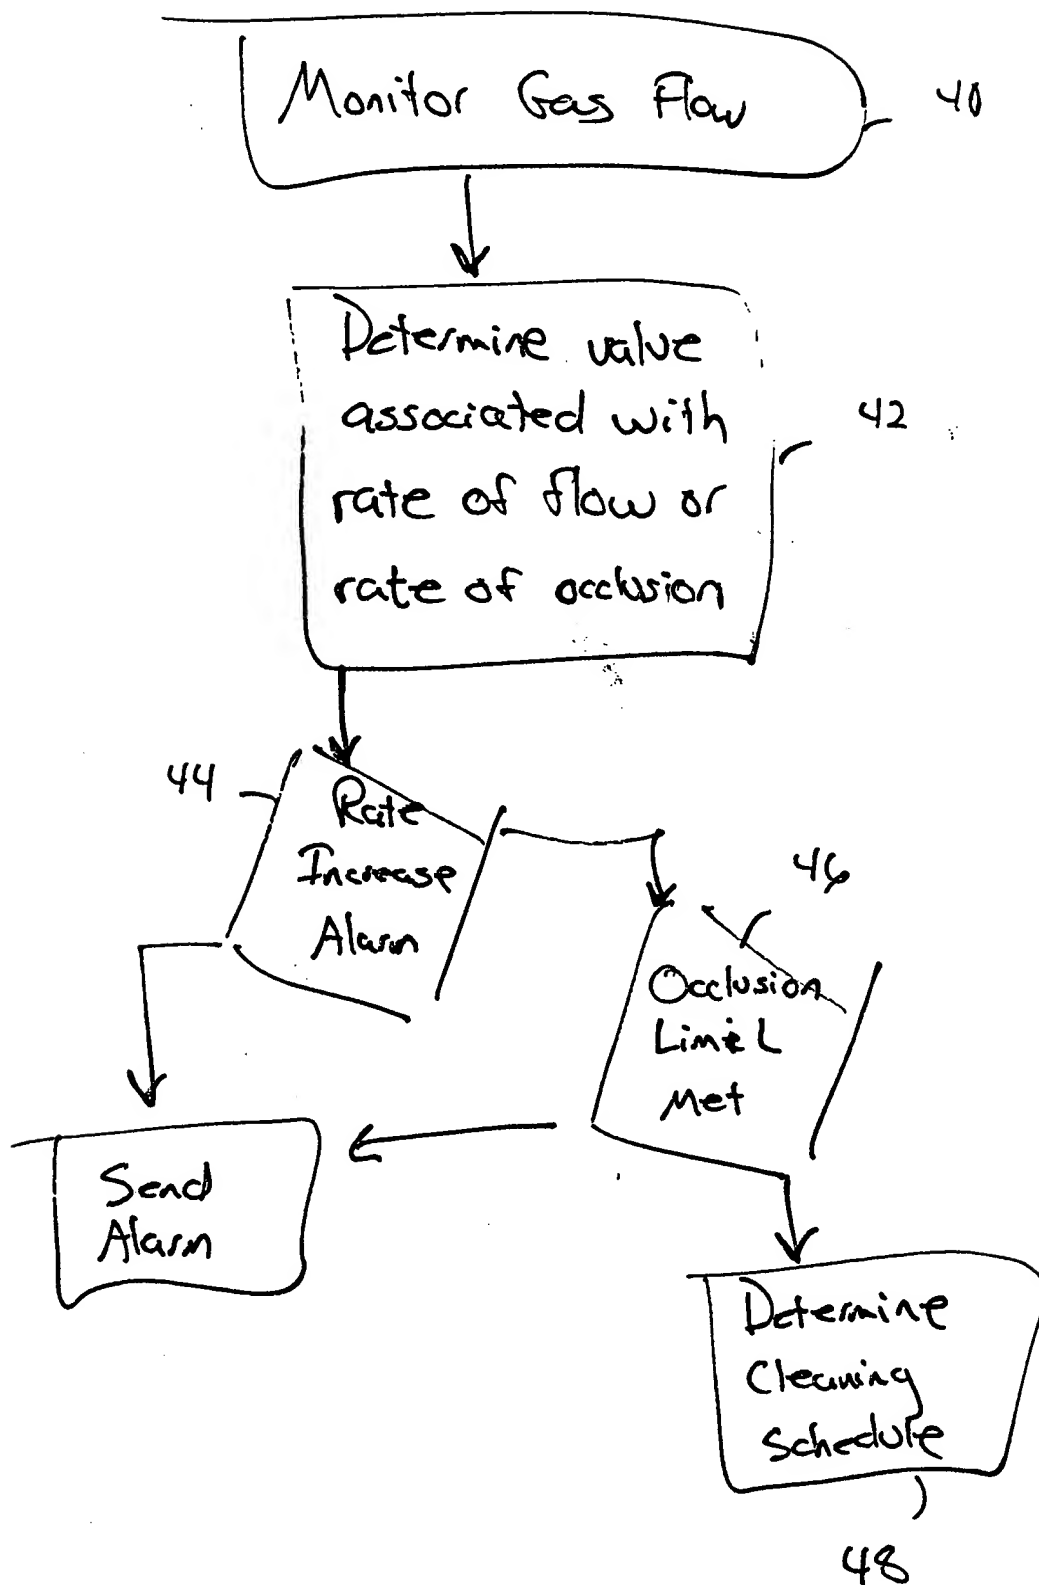 Monitor Gas Flow
40
Determine value
associated with
rate of flow or
rate of occlusion
42
44
Rate
Increase
Alarm
46
Occlusion
Limit
Met
Send
Alarm
Determine
Cleaning
Schedule
48